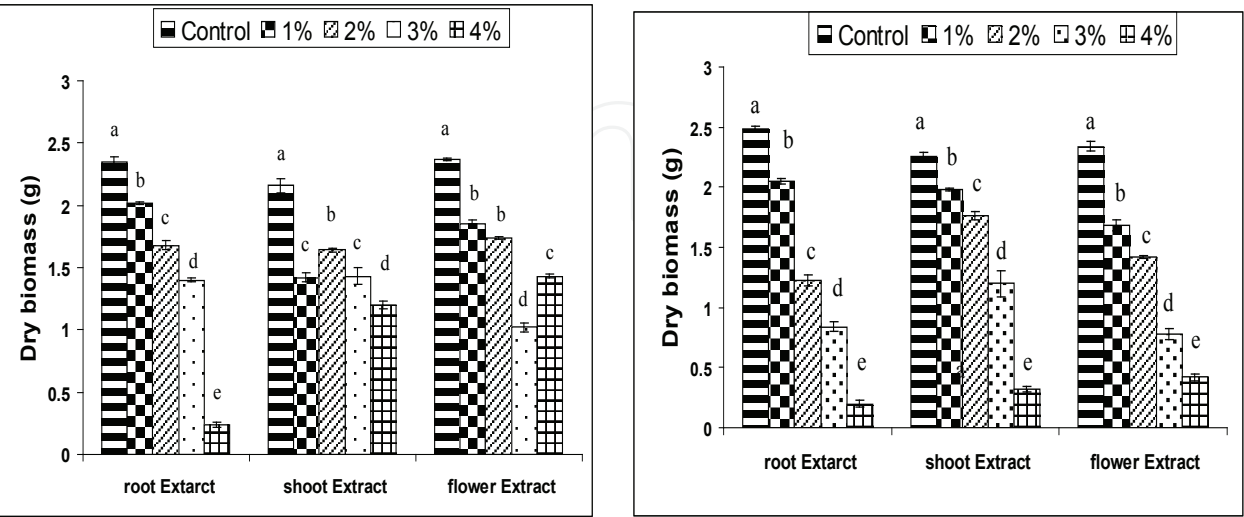 Control 1% 2% 3% 4%
3
2.5
2
1.5
1
0.5
0
Dry biomass (g)
a
b
c
d
e
a
c
b
c
d
a
b
b
d
c
root Extarct
shoot Extract
flower Extract
Control 1% 2% 3% 4%
3
2.5
2
1.5
1
0.5
0
Dry biomass (g)
a
b
c
d
e
a
b
c
d
e
a
b
c
d
e
root Extarct
shoot Extract
flower Extract